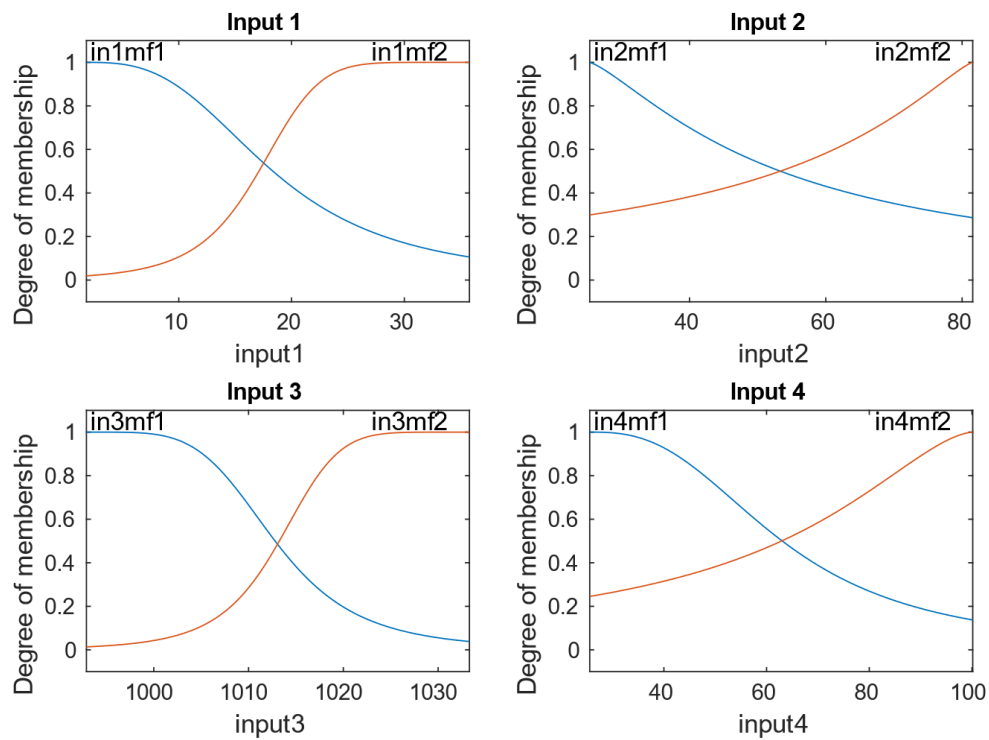 Input 1
in1mf1 in1mf2
Degree of membership
1
0.8
0.6
0.4
0.2
0
10 20 30
input1
Input 2
in2mf1 in2mf2
Degree of membership
1
0.8
0.6
0.4
0.2
0
40 60 80
input2
Input 3
in3mf1 in3mf2
Degree of membership
1
0.8
0.6
0.4
0.2
0
1000 1010 1020 1030
input3
Input 4
in4mf1 in4mf2
Degree of membership
1
0.8
0.6
0.4
0.2
0
40 60 80 100
input4